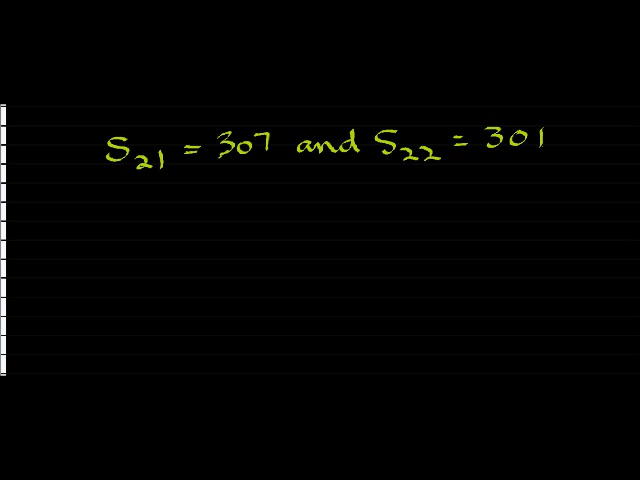 S₂₁ = 307 and S₂₂ = 301